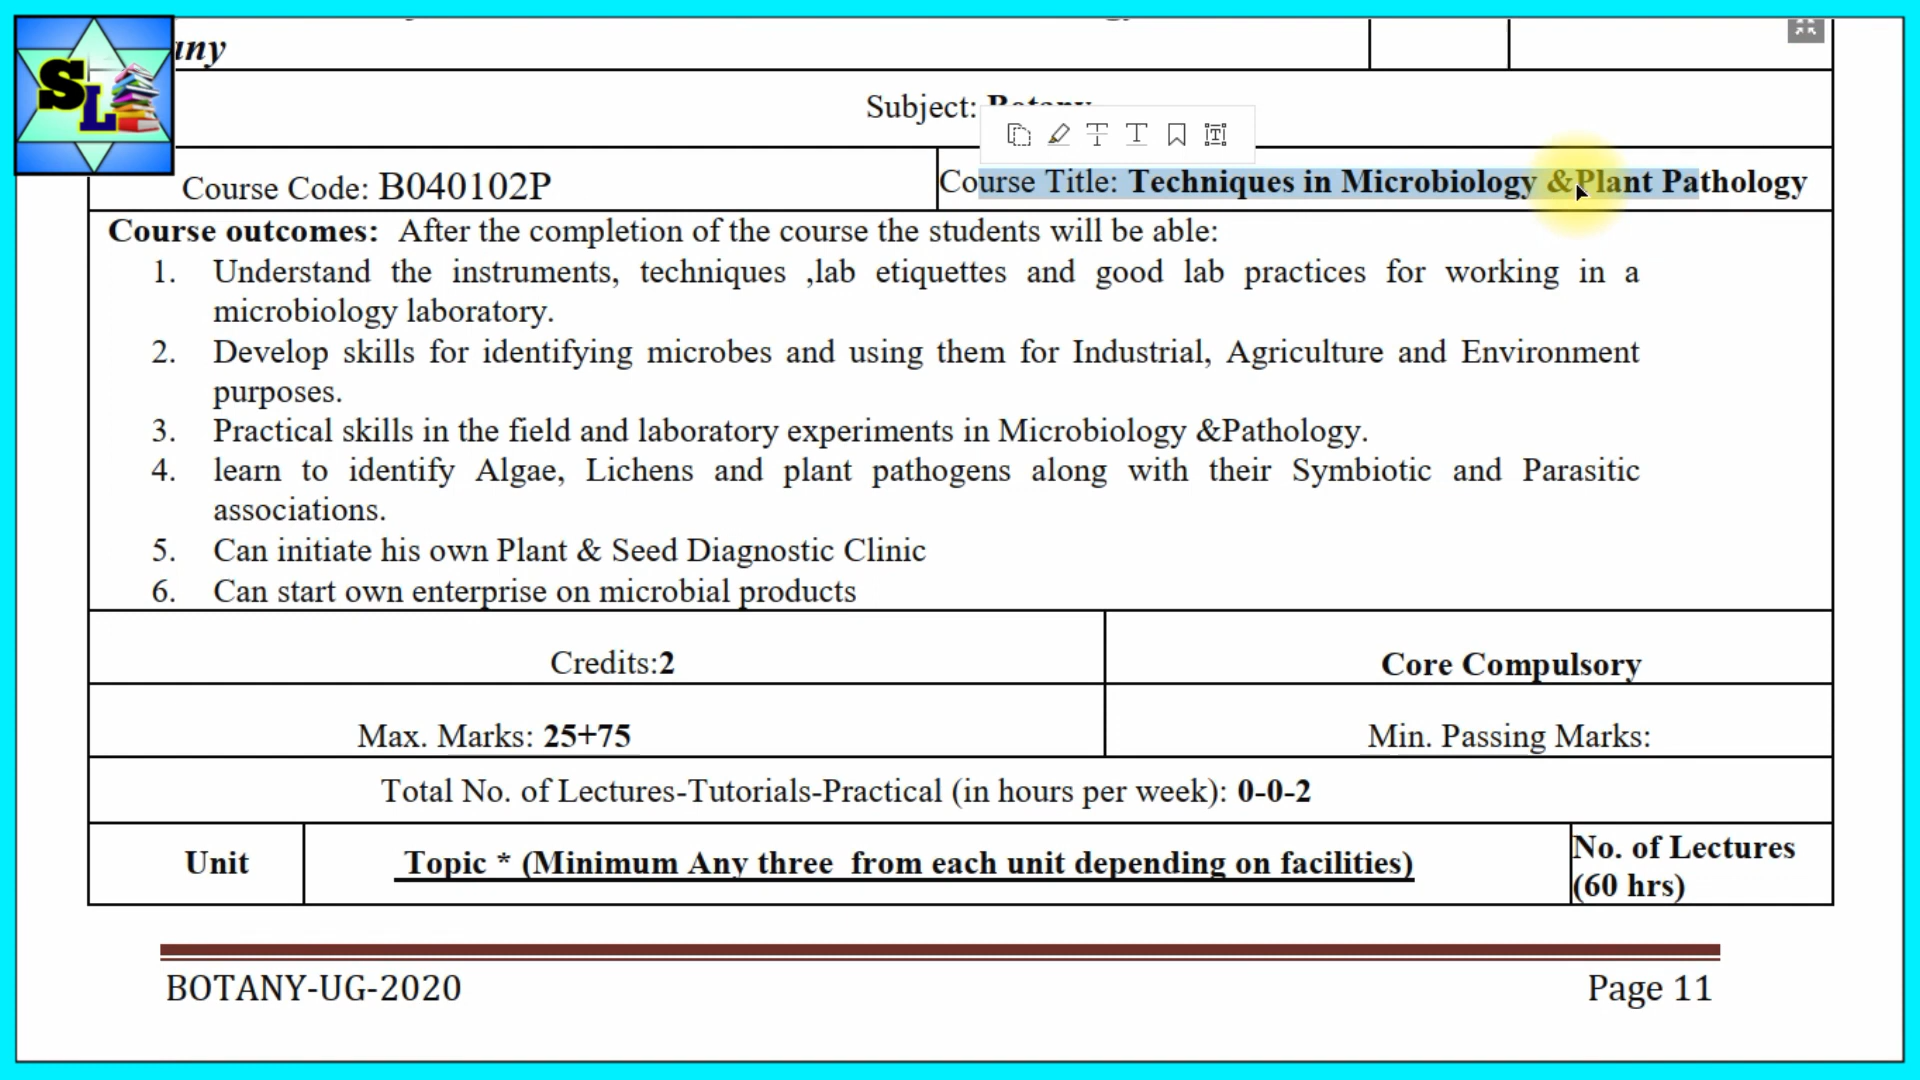 any
SL
Subject: Botany
Course Code: B040102P
Course Title: Techniques in Microbiology &Plant Pathology
Course outcomes: After the completion of the course the students will be able:
1. Understand the instruments, techniques ,lab etiquettes and good lab practices for working in a
microbiology laboratory.
2. Develop skills for identifying microbes and using them for Industrial, Agriculture and Environment
purposes.
3. Practical skills in the field and laboratory experiments in Microbiology &Pathology.
4. learn to identify Algae, Lichens and plant pathogens along with their Symbiotic and Parasitic
associations.
5. Can initiate his own Plant & Seed Diagnostic Clinic
6. Can start own enterprise on microbial products
Credits:2
Core Compulsory
Max. Marks: 25+75
Min. Passing Marks:
Total No. of Lectures-Tutorials-Practical (in hours per week): 0-0-2
Unit
Topic * (Minimum Any three from each unit depending on facilities)
No. of Lectures
(60 hrs)
BOTANY-UG-2020
Page 11